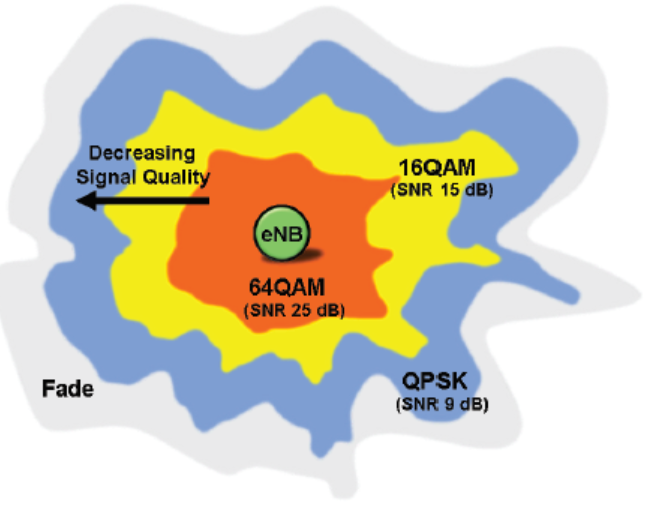 Decreasing
Signal Quality
16QAM
(SNR 15 dB)
eNB
64QAM
(SNR 25 dB)
Fade
QPSK
(SNR 9 dB)